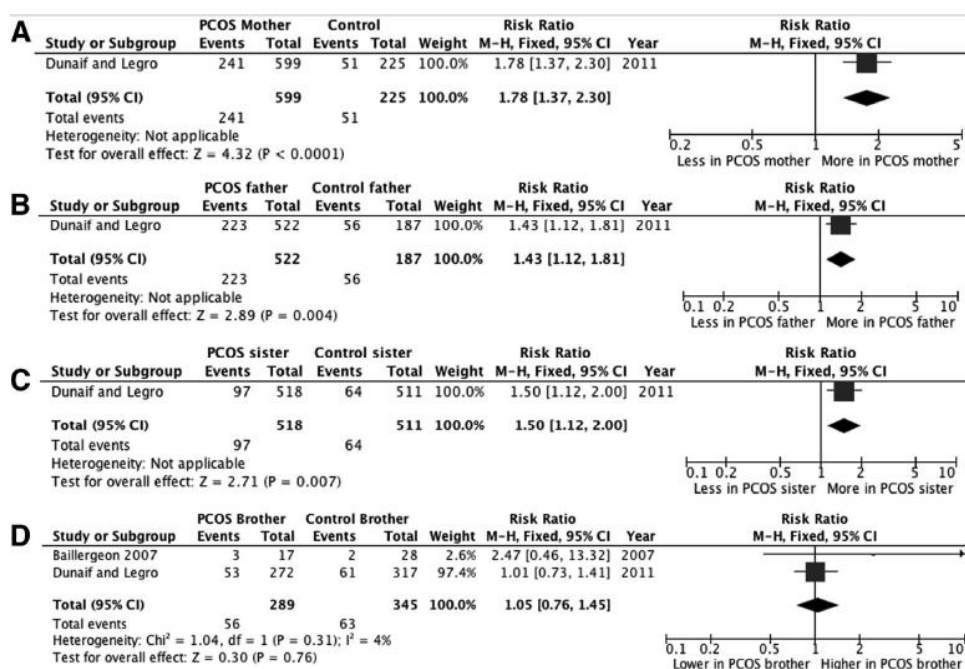 A
PCOS Mother Control Risk Ratio Risk Ratio
Study or Subgroup Events Total Events Total Weight M-H, Fixed, 95% CI Year M-H, Fixed, 95% CI
Dunaif and Legro 241 599 51 225 100.0% 1.78 [1.37, 2.30] 2011
Total (95% CI) 599 225 100.0% 1.78 [1.37, 2.30]
Total events 241 51
Heterogeneity: Not applicable
Test for overall effect: Z = 4.32 (P < 0.0001)
0.2 0.5 1 2 5
Less in PCOS mother More in PCOS mother
B
PCOS father Control father Risk Ratio Risk Ratio
Study or Subgroup Events Total Events Total Weight M-H, Fixed, 95% CI Year M-H, Fixed, 95% CI
Dunaif and Legro 223 522 56 187 100.0% 1.43 [1.12, 1.81] 2011
Total (95% CI) 522 187 100.0% 1.43 [1.12, 1.81]
Total events 223 56
Heterogeneity: Not applicable
Test for overall effect: Z = 2.89 (P = 0.004)
0.1 0.2 0.5 1 2 5 10
Less in PCOS father More in PCOS father
C
PCOS sister Control sister Risk Ratio Risk Ratio
Study or Subgroup Events Total Events Total Weight M-H, Fixed, 95% CI Year M-H, Fixed, 95% CI
Dunaif and Legro 97 518 64 511 100.0% 1.50 [1.12, 2.00] 2011
Total (95% CI) 518 511 100.0% 1.50 [1.12, 2.00]
Total events 97 64
Heterogeneity: Not applicable
Test for overall effect: Z = 2.71 (P = 0.007)
0.1 0.2 0.5 1 2 5 10
Less in PCOS sister More in PCOS sister
D
PCOS Brother Control Brother Risk Ratio Risk Ratio
Study or Subgroup Events Total Events Total Weight M-H, Fixed, 95% CI Year M-H, Fixed, 95% CI
Baillergeon 2007 3 17 2 28 2.6% 2.47 [0.46, 13.32] 2007
Dunaif and Legro 53 272 61 317 97.4% 1.01 [0.73, 1.41] 2011
Total (95% CI) 289 345 100.0% 1.05 [0.76, 1.45]
Total events 56 63
Heterogeneity: Chi² = 1.04, df = 1 (P = 0.31); I² = 4%
Test for overall effect: Z = 0.30 (P = 0.76)
0.1 0.2 0.5 1 2 5 10
Lower in PCOS brother Higher in PCOS brother